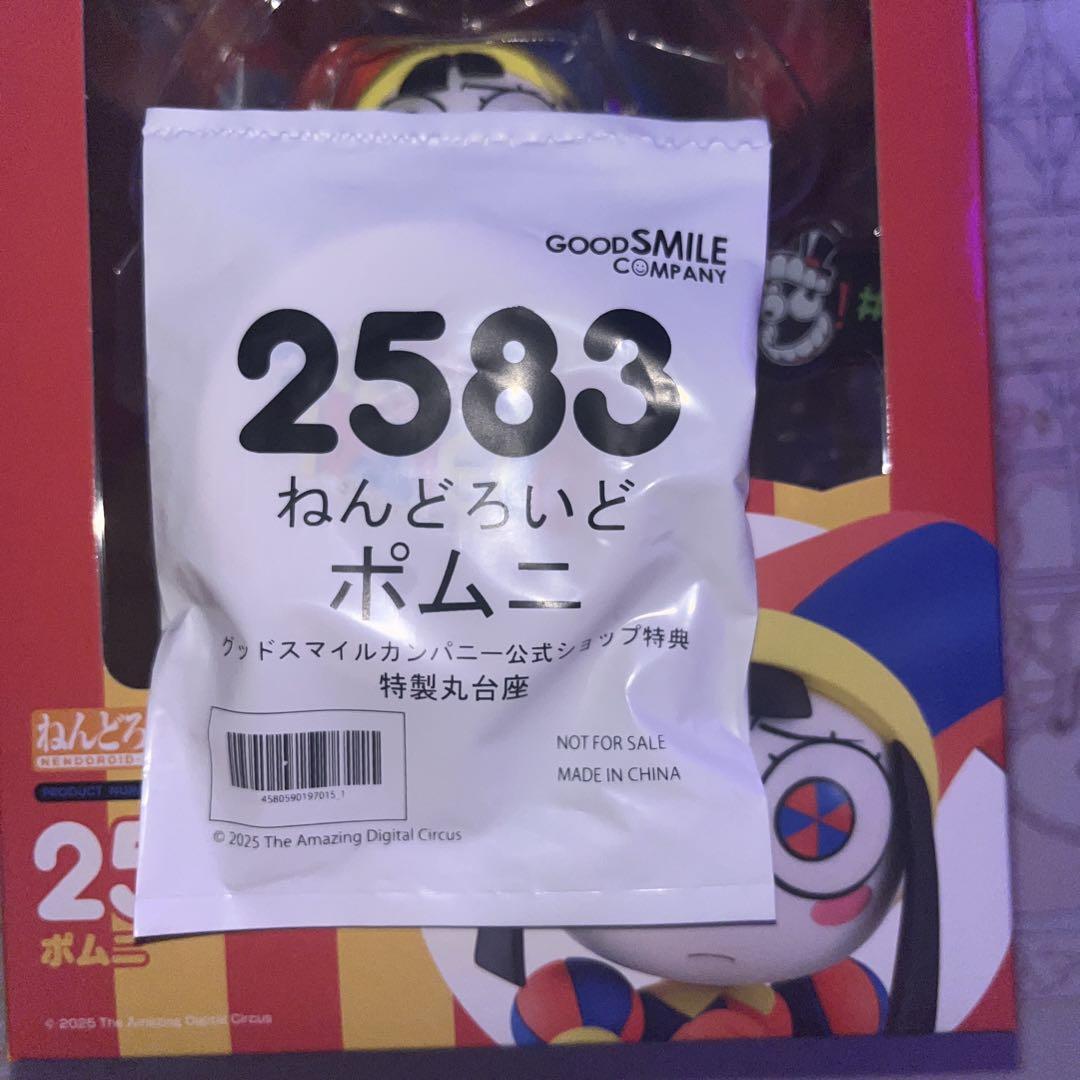 GOODSMILE
COMPANY
2583
ねんどろいど
ポムニ
グッドスマイルカンパニー公式ショップ特典
特製丸台座
4580590197015_1
NOT FOR SALE
MADE IN CHINA
© 2025 The Amazing Digital Circus
!#
ねんどろ
NENDOROID
PRODUCT
25
ポムニ
© 2025 The Amazing Digital Circus